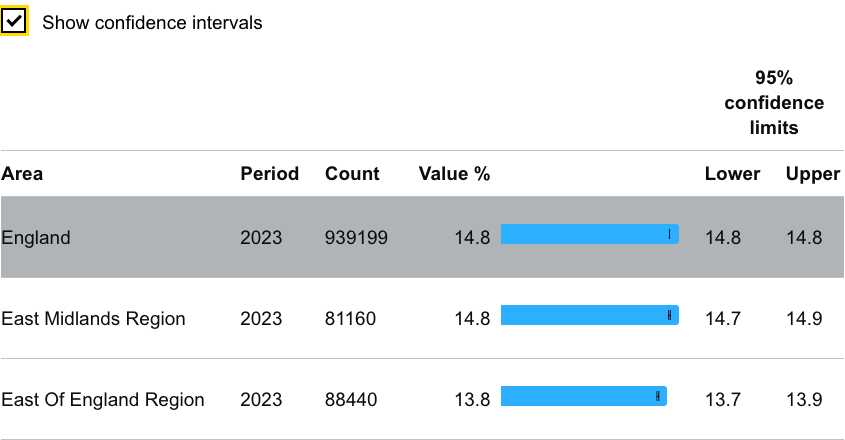 Show confidence intervals
95%
confidence
limits
Area Period Count Value % Lower Upper
England 2023 939199 14.8 14.8 14.8
East Midlands Region 2023 81160 14.8 14.7 14.9
East Of England Region 2023 88440 13.8 13.7 13.9